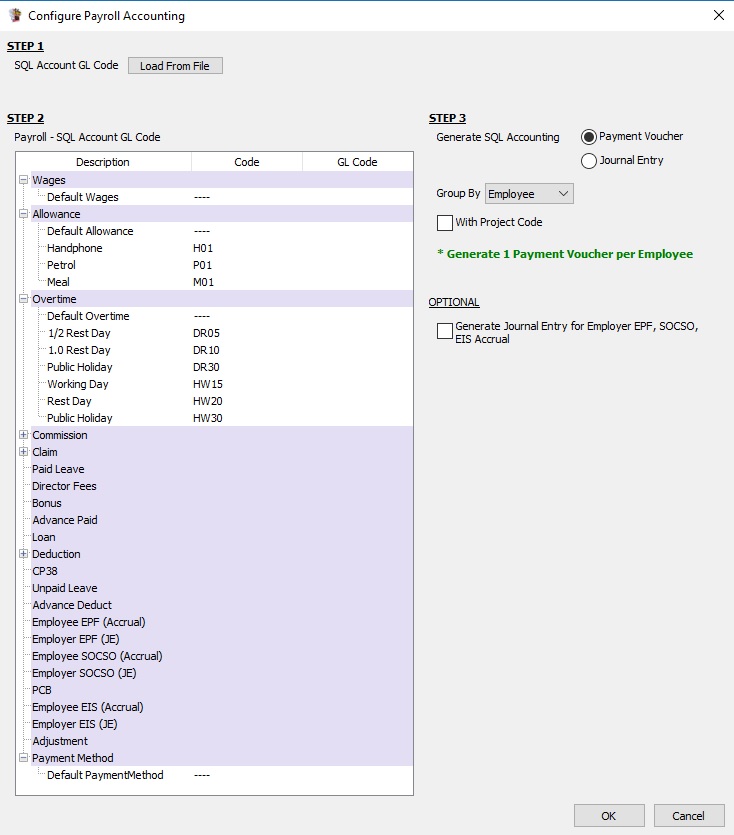 Configure Payroll Accounting
STEP 1
SQL Account GL Code Load From File
STEP 2
Payroll - SQL Account GL Code
Description Code GL Code
Wages
Default Wages ----
Allowance
Default Allowance ----
Handphone H01
Petrol P01
Meal M01
Overtime
Default Overtime ----
1/2 Rest Day DR05
1.0 Rest Day DR10
Public Holiday DR30
Working Day HW15
Rest Day HW20
Public Holiday HW30
Commission
Claim
Paid Leave
Director Fees
Bonus
Advance Paid
Loan
Deduction
CP38
Unpaid Leave
Advance Deduct
Employee EPF (Accrual)
Employer EPF (JE)
Employee SOCSO (Accrual)
Employer SOCSO (JE)
PCB
Employee EIS (Accrual)
Employer EIS (JE)
Adjustment
Payment Method
Default PaymentMethod ----
STEP 3
Generate SQL Accounting Payment Voucher
Journal Entry
Group By Employee
With Project Code
* Generate 1 Payment Voucher per Employee
OPTIONAL
Generate Journal Entry for Employer EPF, SOCSO,
EIS Accrual
OK Cancel